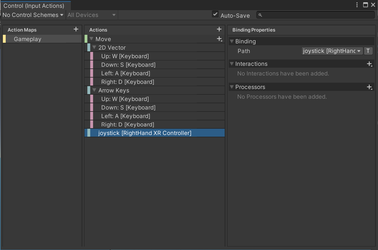 Control (Input Actions)
No Control Schemes All Devices Auto-Save
Action Maps
Gameplay
Actions
Move
2D Vector
Up: W [Keyboard]
Down: S [Keyboard]
Left: A [Keyboard]
Right: D [Keyboard]
Arrow Keys
Up: W [Keyboard]
Down: S [Keyboard]
Left: A [Keyboard]
Right: D [Keyboard]
joystick [RightHand XR Controller]
Binding Properties
Binding
Path joystick [RightHan T
Interactions
No Interactions have been added.
Processors
No Processors have been added.